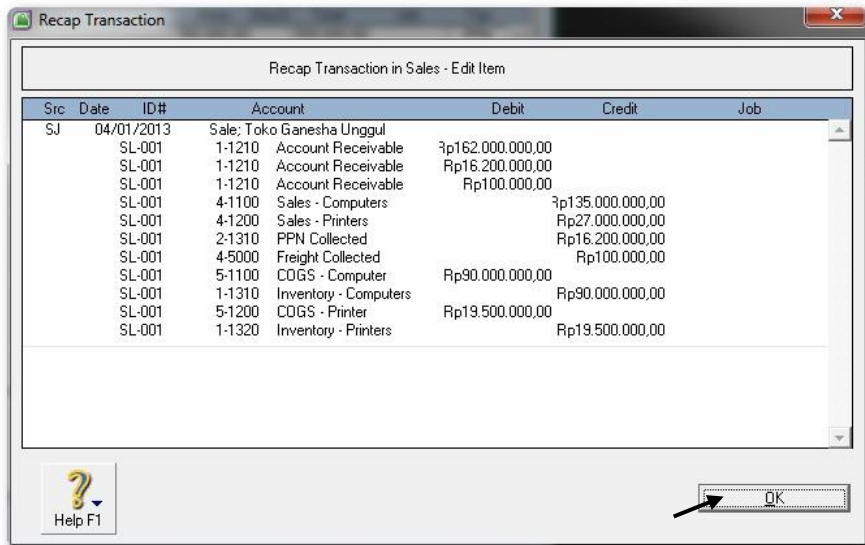 Recap Transaction
X
Recap Transaction in Sales - Edit Item
Src Date ID# Account Debit Credit Job
SJ 04/01/2013 Sale; Toko Ganesha Unggul
SL-001 1-1210 Account Receivable Rp162.000.000,00
SL-001 1-1210 Account Receivable Rp16.200.000,00
SL-001 1-1210 Account Receivable Rp100.000,00
SL-001 4-1100 Sales - Computers Rp135.000.000,00
SL-001 4-1200 Sales - Printers Rp27.000.000,00
SL-001 2-1310 PPN Collected Rp16.200.000,00
SL-001 4-5000 Freight Collected Rp100.000,00
SL-001 5-1100 COGS - Computer Rp90.000.000,00
SL-001 1-1310 Inventory - Computers Rp90.000.000,00
SL-001 5-1200 COGS - Printer Rp19.500.000,00
SL-001 1-1320 Inventory - Printers Rp19.500.000,00
Help F1
OK